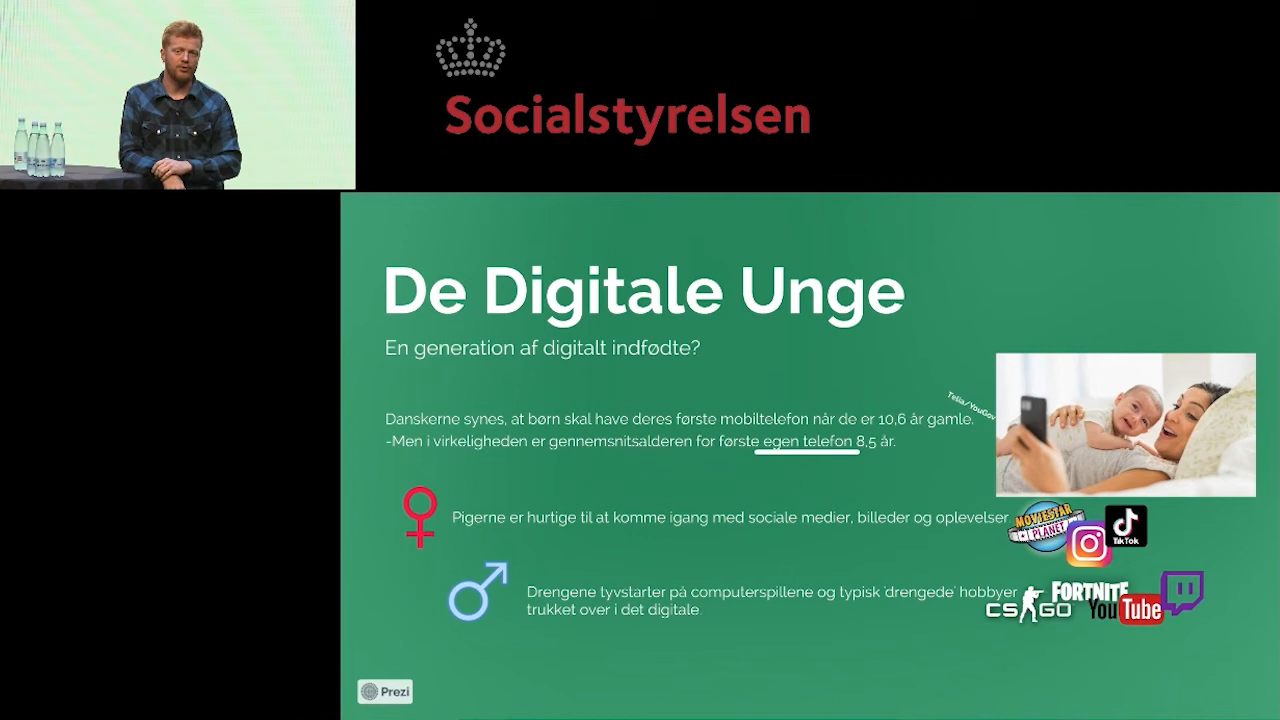 Socialstyrelsen
De Digitale Unge
En generation af digitalt indfødte?
Telia/YouGov
Danskerne synes, at børn skal have deres første mobiltelefon når de er 10,6 år gamle.
-Men i virkeligheden er gennemsnitsalderen for første egen telefon 8,5 år.
Pigerne er hurtige til at komme igang med sociale medier, billeder og oplevelser
MOVIESTAR
PLANET
TikTok
Drengene tyvstarter på computerspillene og typisk 'drengede' hobbyer
trukket over i det digitale.
FORTNITE
CS GO
YouTube
Prezi